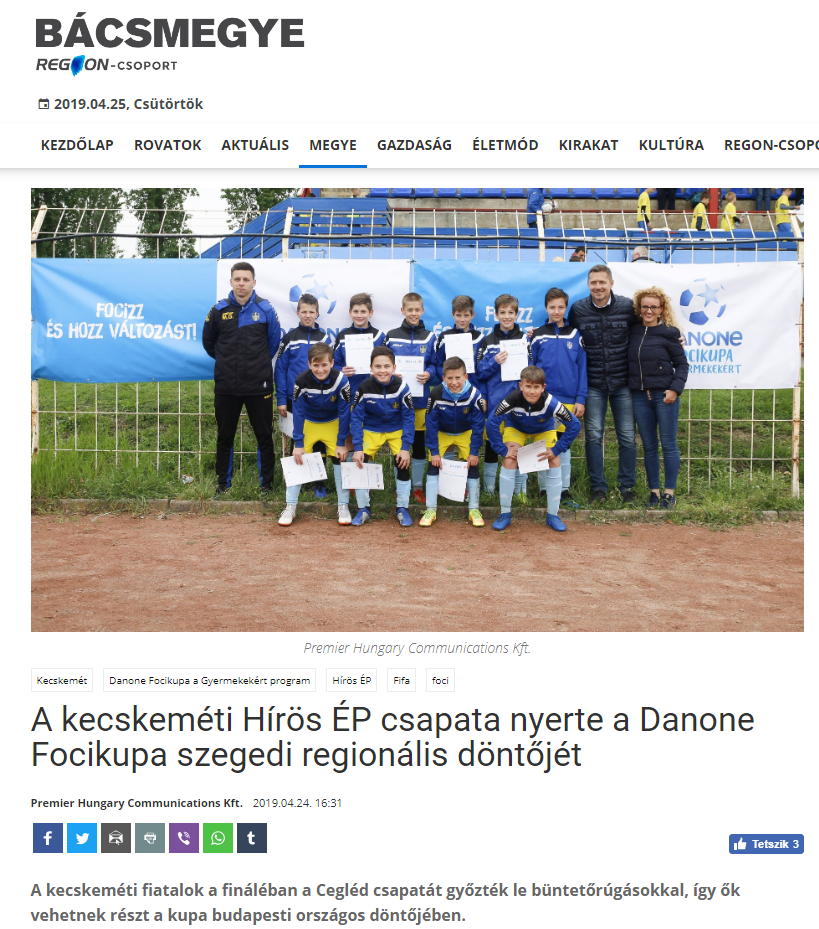 BÁCSMEGYE
REGION-CSOPORT
2019.04.25, Csütörtök
KEZDŐLAP ROVATOK AKTUÁLIS MEGYE GAZDASÁG ÉLETMÓD KIRAKAT KULTÚRA REGON-CSOPO
FOCIZZ
ÉS HOZZ VÁLTOZÁST!
DANONE
FOCIKUPA
Premier Hungary Communications Kft.
Kecskemét Danone Focikupa a Gyermekekért program Hírös ÉP Fifa foci
A kecskeméti Hírös ÉP csapata nyerte a Danone
Focikupa szegedi regionális döntőjét
Premier Hungary Communications Kft. 2019.04.24. 16:31
Tetszik 3
A kecskeméti fiatalok a fináléban a Cegléd csapatát győzték le büntetőrúgásokkal, így ők
vehetnek részt a kupa budapesti országos döntőjében.